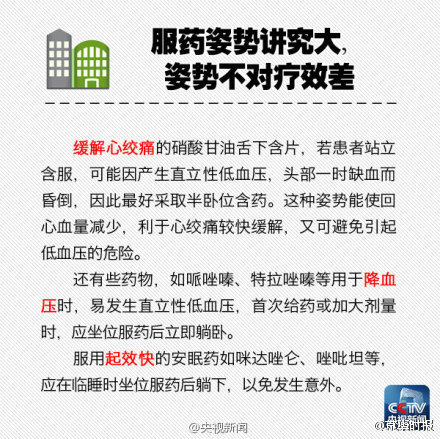 服药姿势讲究大,
姿势不对疗效差
缓解心绞痛的硝酸甘油舌下含片，若患者站立
含服，可能因产生直立性低血压，头部一时缺血而
昏倒，因此最好采取半卧位含药。这种姿势能使回
心血量减少，利于心绞痛较快缓解，又可避免引起
低血压的危险。
还有些药物，如哌唑嗪、特拉唑嗪等用于降血
压时，易发生直立性低血压，首次给药或加大剂量
时，应坐位服药后立即躺卧。
服用起效快的安眠药如咪达唑仑、唑吡坦等，
应在临睡时坐位服药后躺下，以免发生意外。
CCTV
央视新闻
@央视新闻